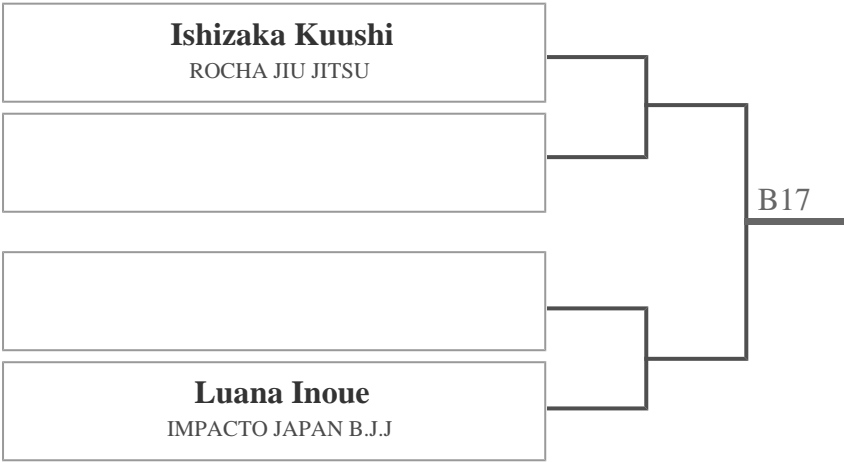 Ishizaka Kuushi
ROCHA JIU JITSU
B17
Luana Inoue
IMPACTO JAPAN B.J.J